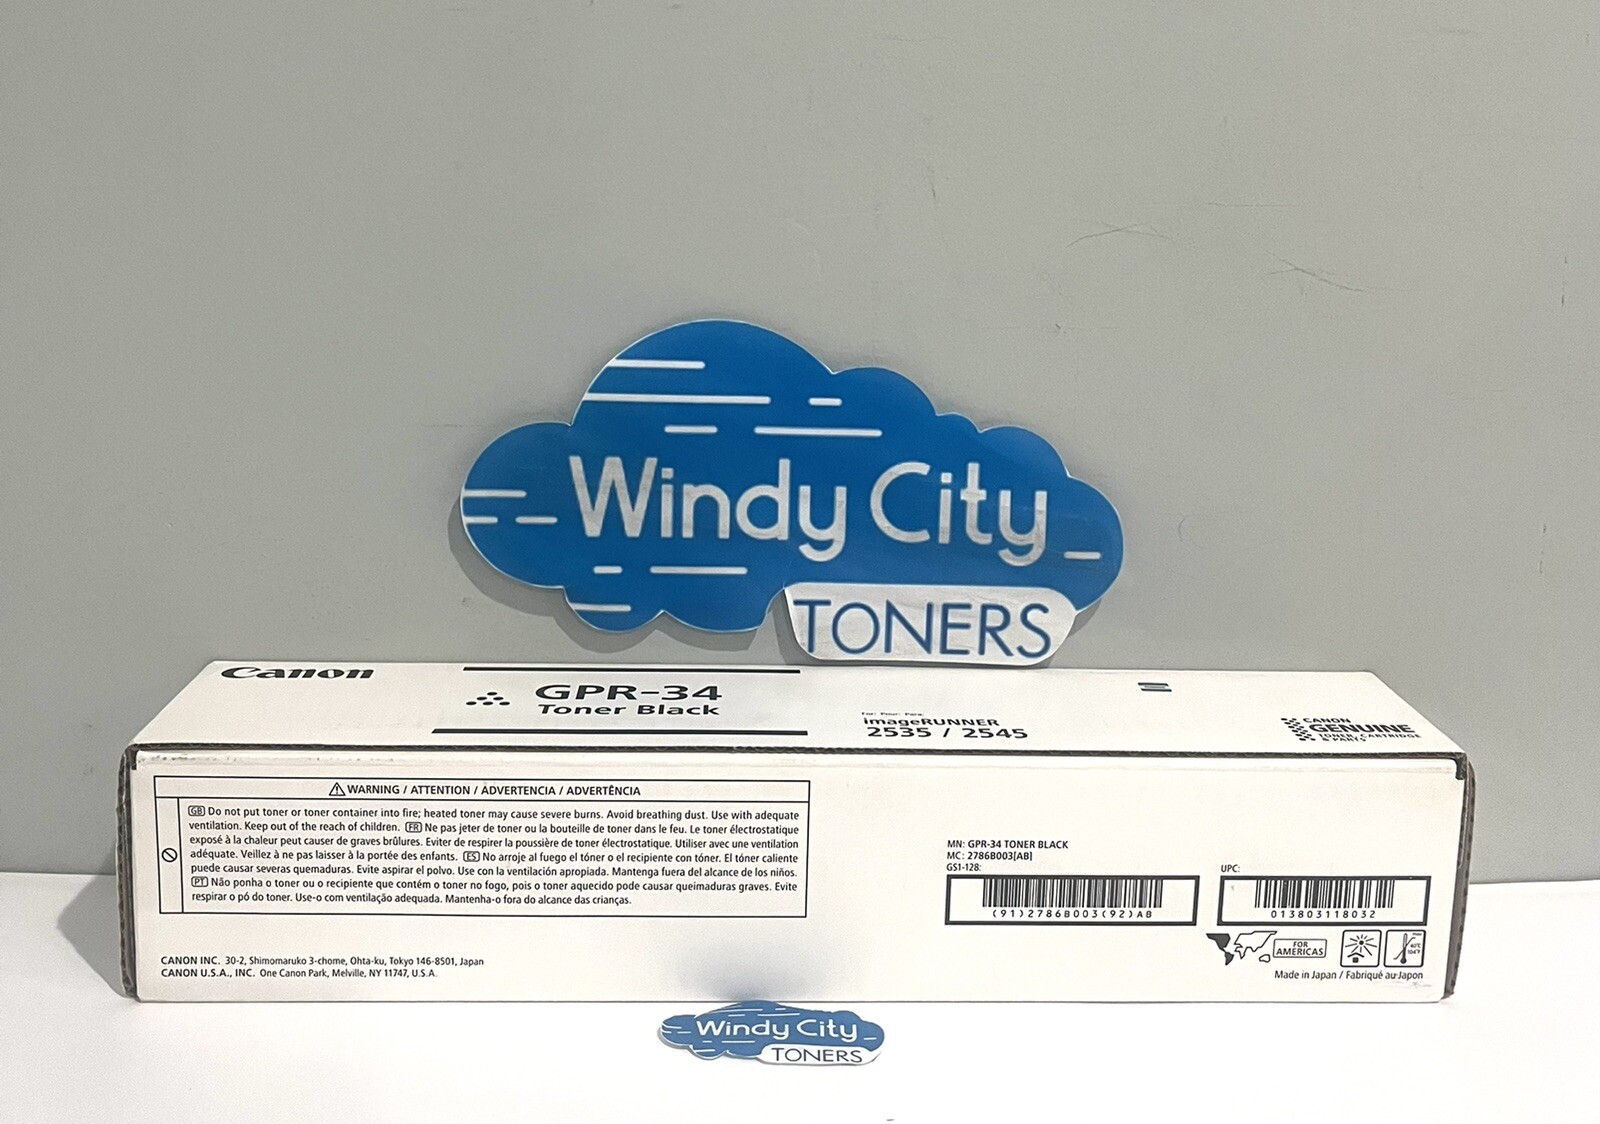 Windy City
TONERS
Canon
GPR-34
Toner Black
For: Pour: Para:
imageRUNNER
2535 / 2545
CANON
GENUINE
TONER, CARTRIDGE
& PARTS
WARNING / ATTENTION / ADVERTENCIA / ADVERTÊNCIA
GB Do not put toner or toner container into fire; heated toner may cause severe burns. Avoid breathing dust. Use with adequate
ventilation. Keep out of the reach of children. FR Ne pas jeter de toner ou la bouteille de toner dans le feu. Le toner électrostatique
exposé à la chaleur peut causer de graves brûlures. Eviter de respirer la poussière de toner électrostatique. Utiliser avec une ventilation
adéquate. Veillez à ne pas laisser à la portée des enfants. ES No arroje al fuego el tóner o el recipiente con tóner. El tóner caliente
puede causar severas quemaduras. Evite aspirar el polvo. Use con la ventilación apropiada. Mantenga fuera del alcance de los niños.
PT Não ponha o toner ou o recipiente que contém o toner no fogo, pois o toner aquecido pode causar queimaduras graves. Evite
respirar o pó do toner. Use-o com ventilação adequada. Mantenha-o fora do alcance das crianças.
CANON INC. 30-2, Shimomaruko 3-chome, Ohta-ku, Tokyo 146-8501, Japan
CANON U.S.A., INC. One Canon Park, Melville, NY 11747, U.S.A.
MN: GPR-34 TONER BLACK
MC: 2786B003[AB]
GS1-128:
(91)2786B003(92)AB
UPC:
013803118032
FOR
AMERICAS
max
40°C
104°F
Made in Japan / Fabriqué au Japon
Windy City
TONERS